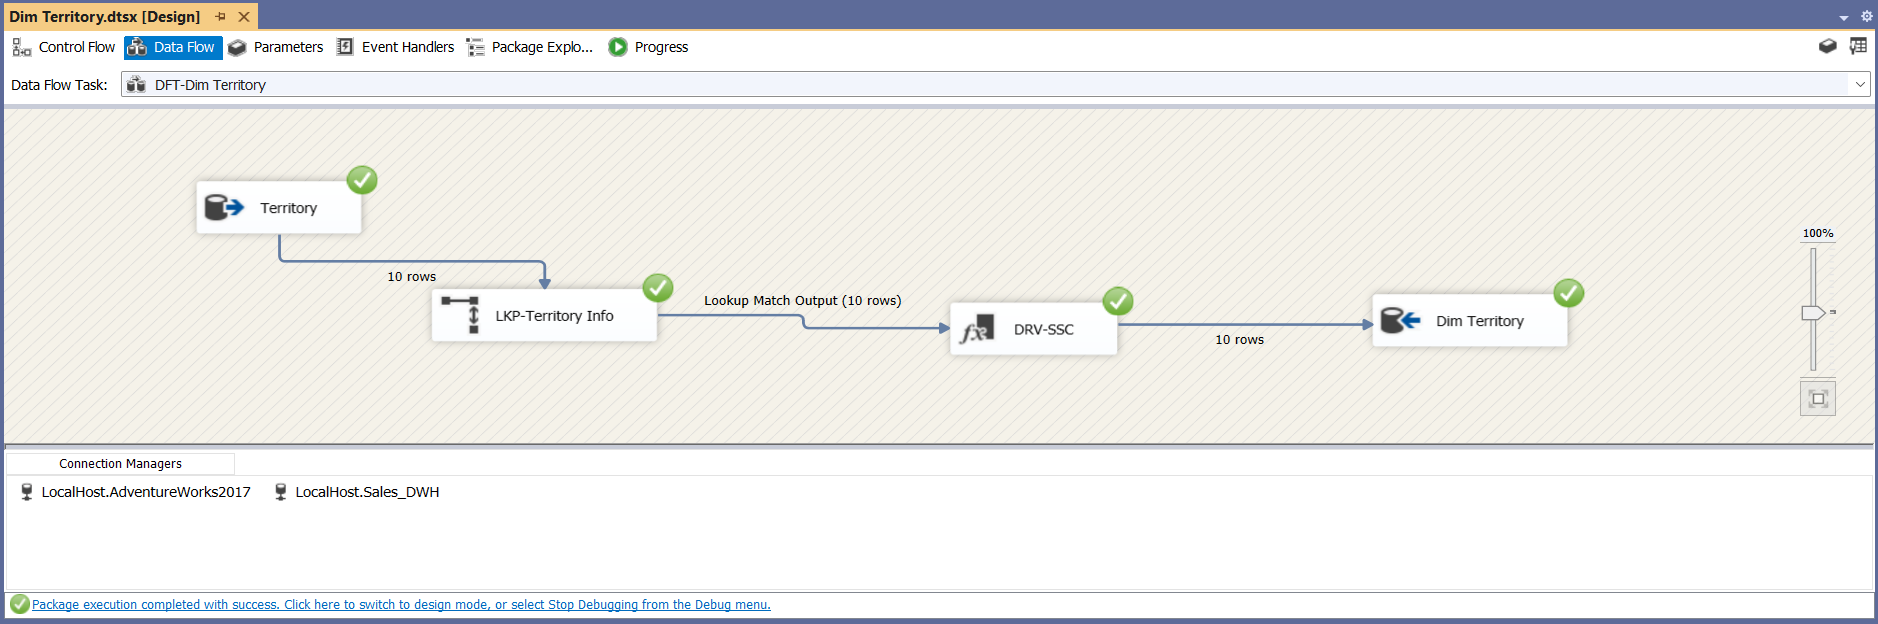 Dim Territory.dtsx [Design]
Control Flow Data Flow Parameters Event Handlers Package Explo... Progress
Data Flow Task: DFT-Dim Territory
Territory
10 rows
LKP-Territory Info
Lookup Match Output (10 rows)
DRV-SSC
10 rows
Dim Territory
100%
Connection Managers
LocalHost.AdventureWorks2017 LocalHost.Sales_DWH
Package execution completed with success. Click here to switch to design mode, or select Stop Debugging from the Debug menu.